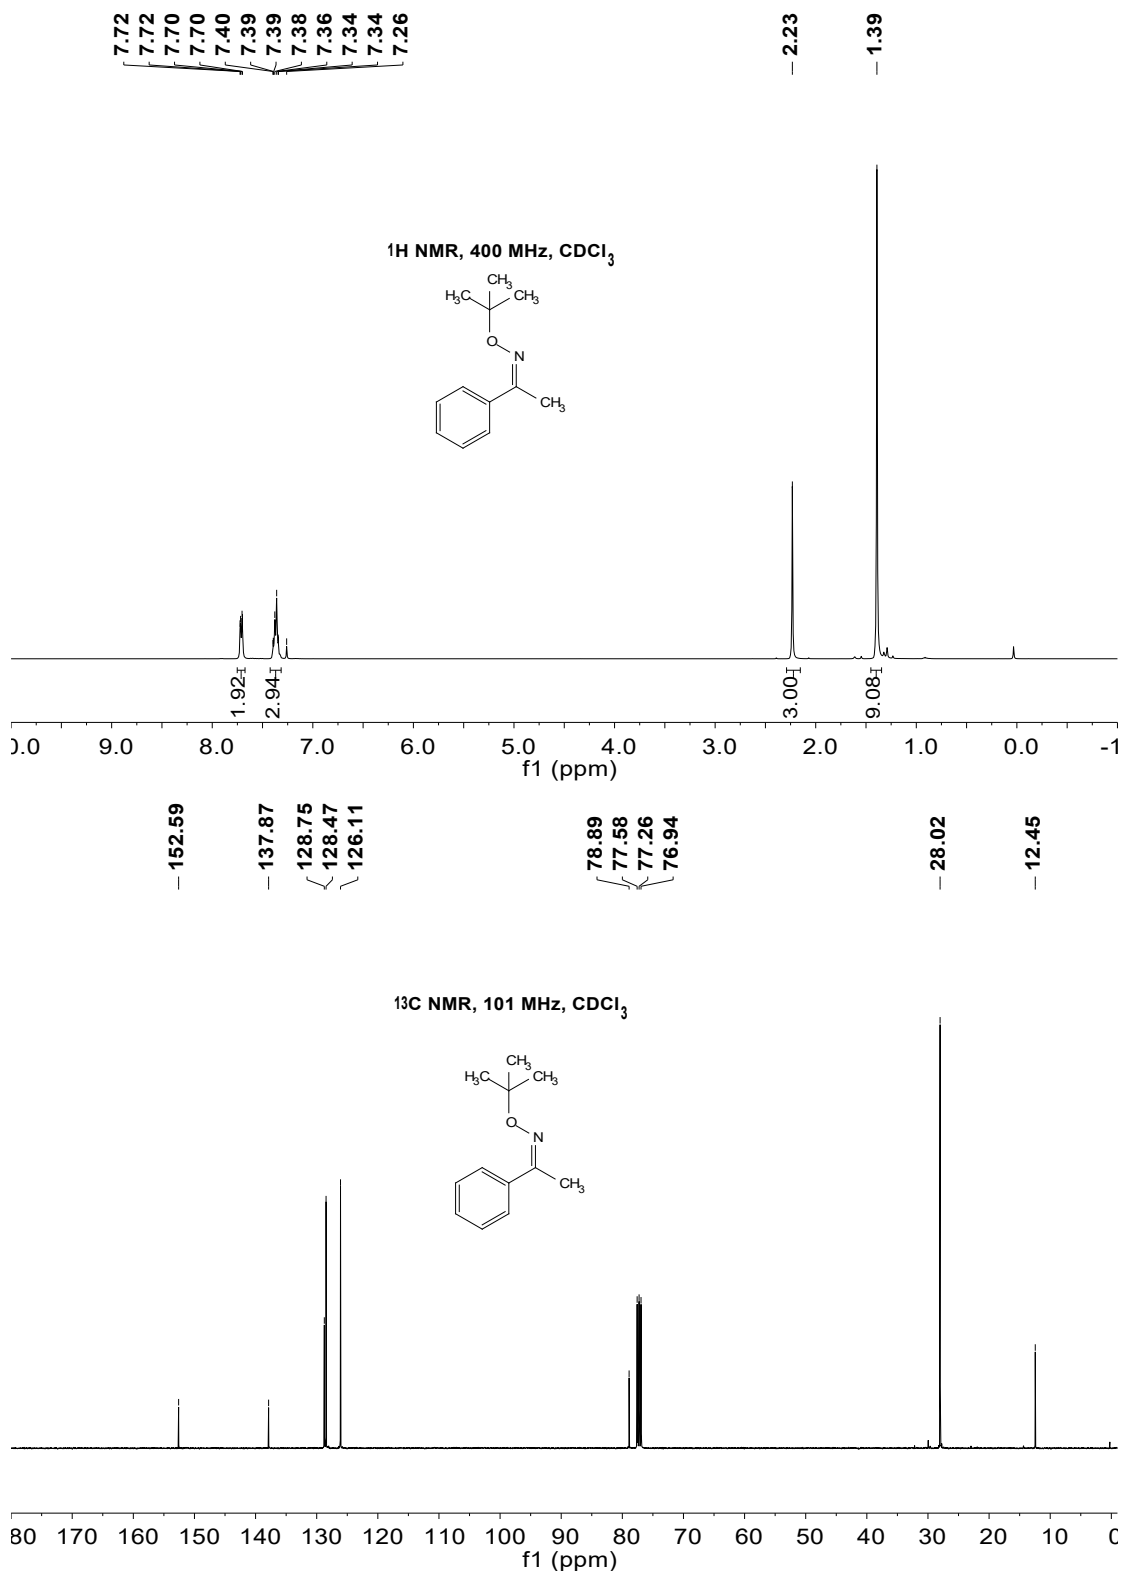 7.72
7.72
7.70
7.70
7.40
7.39
7.39
7.38
7.36
7.34
7.34
7.26
2.23
1.39
1H NMR, 400 MHz, CDCl3
CH3
H3C
CH3
O
N
CH3
1.92
2.94
3.00
9.08
0.0 9.0 8.0 7.0 6.0 5.0 4.0 3.0 2.0 1.0 0.0 -1
f1 (ppm)
152.59
137.87
128.75
128.47
126.11
78.89
77.58
77.26
76.94
28.02
12.45
13C NMR, 101 MHz, CDCl3
CH3
H3C
CH3
O
N
CH3
80 170 160 150 140 130 120 110 100 90 80 70 60 50 40 30 20 10 0
f1 (ppm)